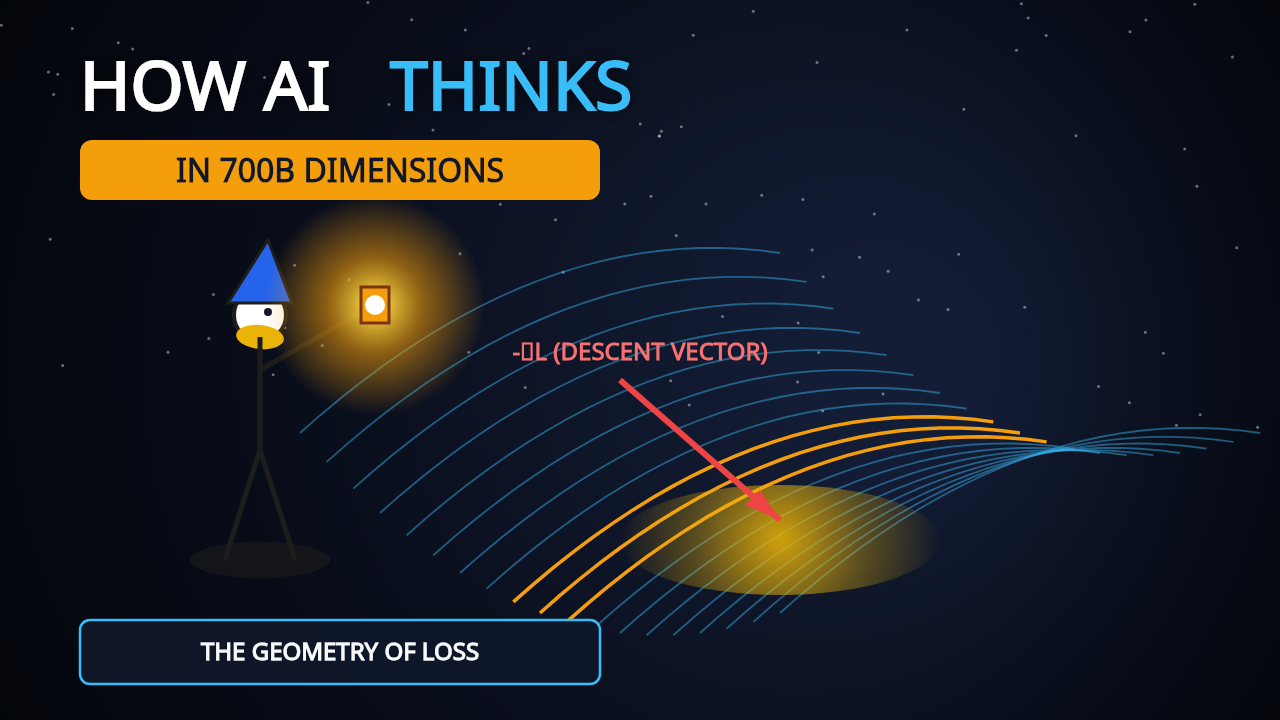 HOW AI THINKS
IN 700B DIMENSIONS
-▯L (DESCENT VECTOR)
THE GEOMETRY OF LOSS